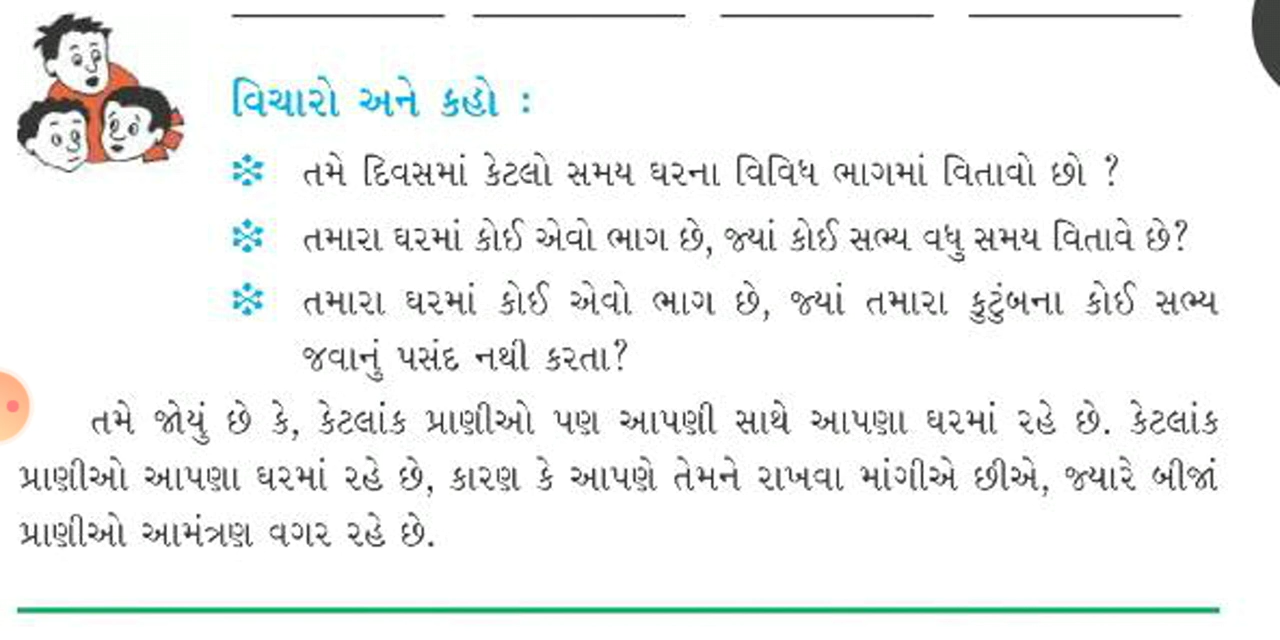 વિચારો અને કહો :
તમે દિવસમાં કેટલો સમય ઘરના વિવિધ ભાગમાં વિતાવો છો ?
તમારા ઘરમાં કોઈ એવો ભાગ છે, જ્યાં કોઈ સભ્ય વધુ સમય વિતાવે છે?
તમારા ઘરમાં કોઈ એવો ભાગ છે, જ્યાં તમારા કુટુંબના કોઈ સભ્ય
જવાનું પસંદ નથી કરતા?
તમે જોયું છે કે, કેટલાંક પ્રાણીઓ પણ આપણી સાથે આપણા ઘરમાં રહે છે. કેટલાંક
પ્રાણીઓ આપણા ઘરમાં રહે છે, કારણ કે આપણે તેમને રાખવા માંગીએ છીએ, જ્યારે બીજાં
પ્રાણીઓ આમંત્રણ વગર રહે છે.